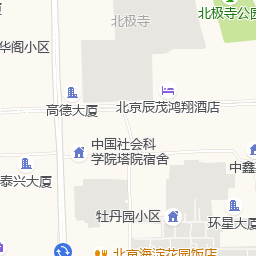 北极寺
北极寺公园
华阁小区
高德大厦
北京辰茂鸿翔酒店
中国社会科
学院塔院宿舍
中鑫
泰兴大厦
牡丹园小区
环星大厦
北京海淀花园饭店